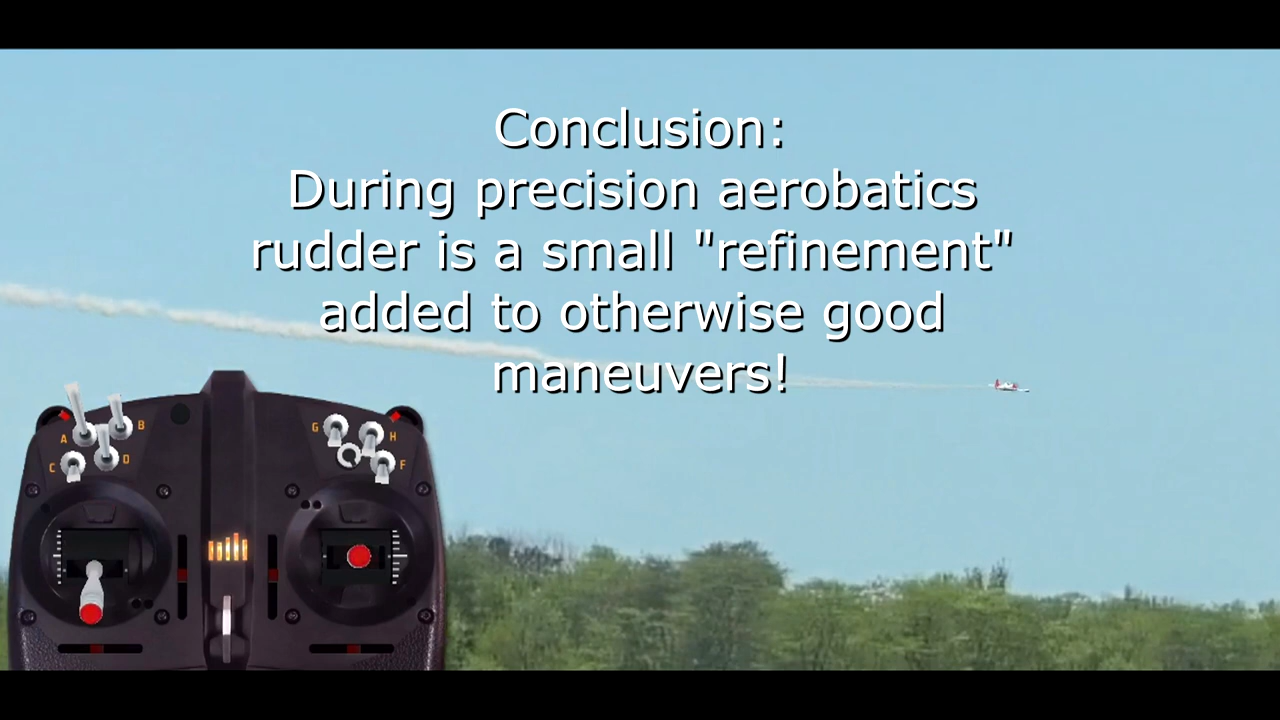 Conclusion:
During precision aerobatics
rudder is a small "refinement"
added to otherwise good
maneuvers!
A
B
C
D
G
H
F